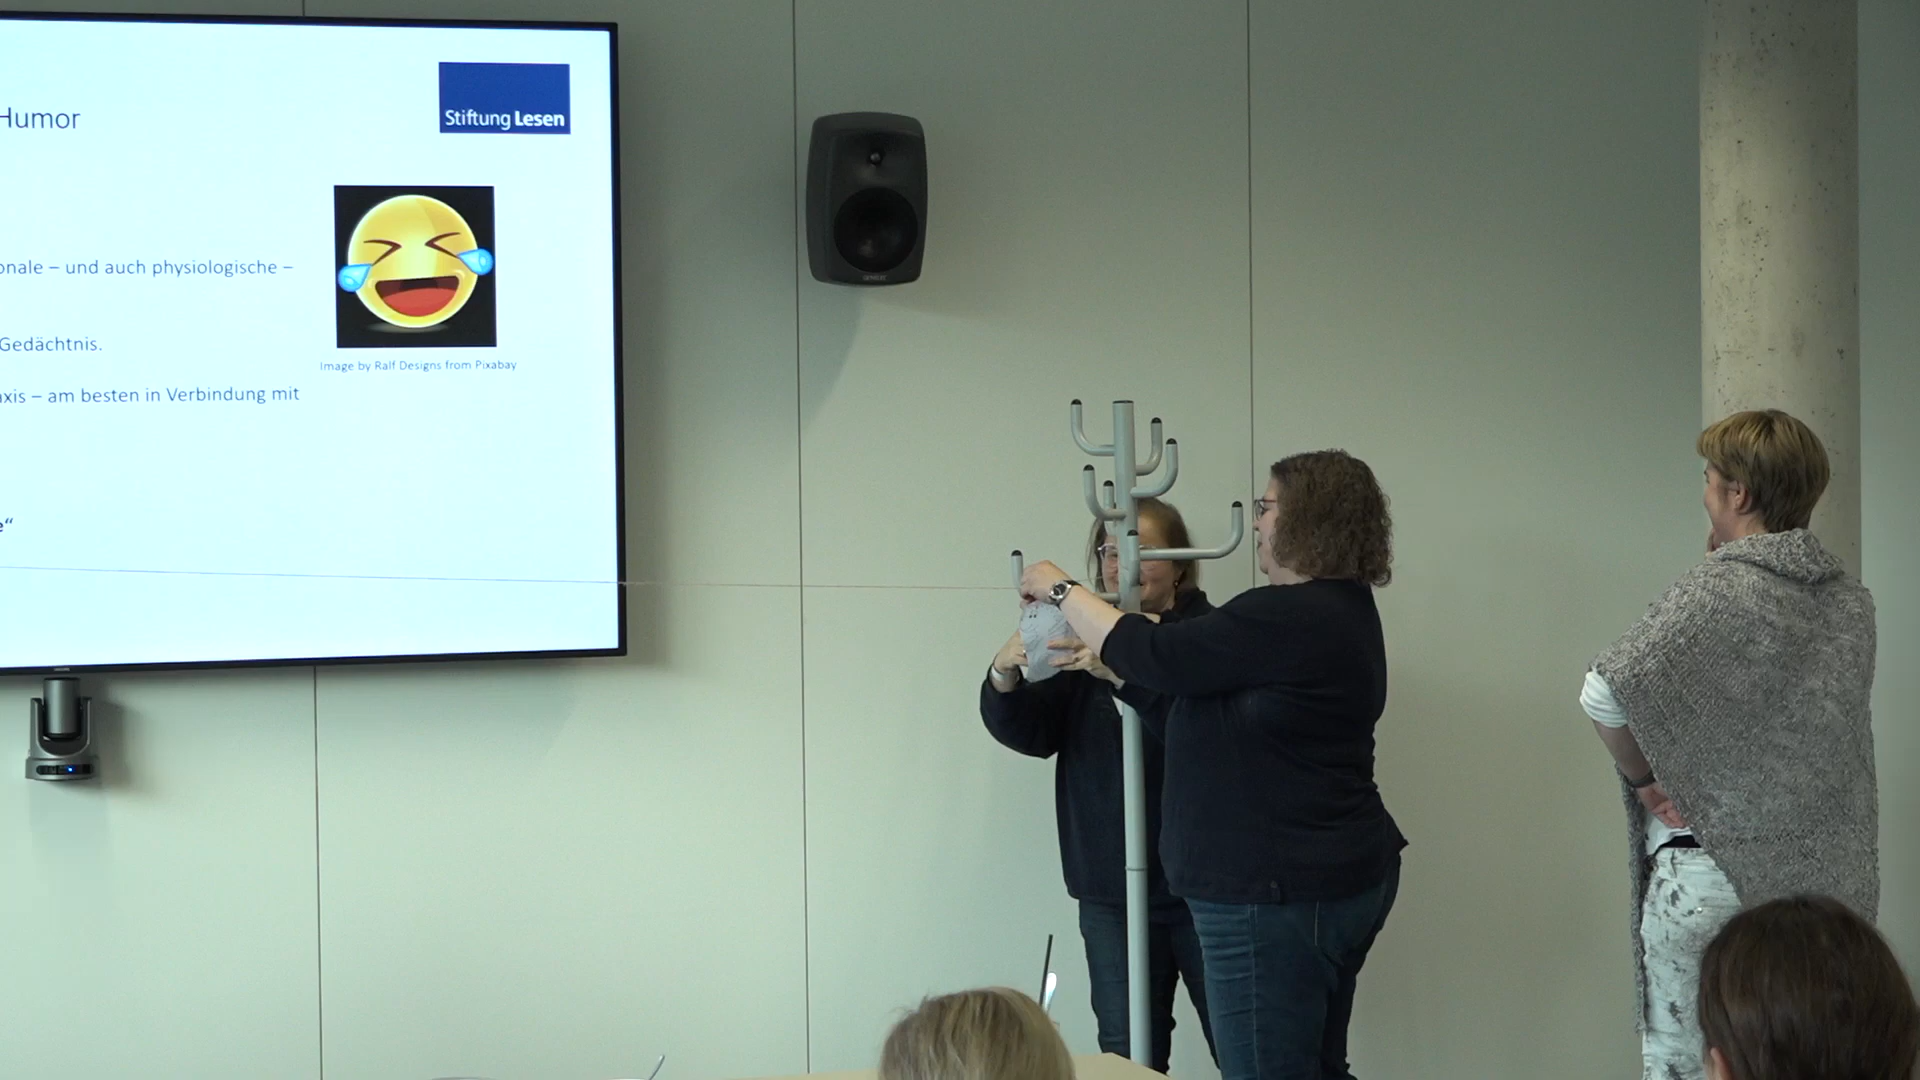 Humor
Stiftung Lesen
onale – und auch physiologische –
Gedächtnis.
Image by Ralf Designs from Pixabay
axis – am besten in Verbindung mit
e“